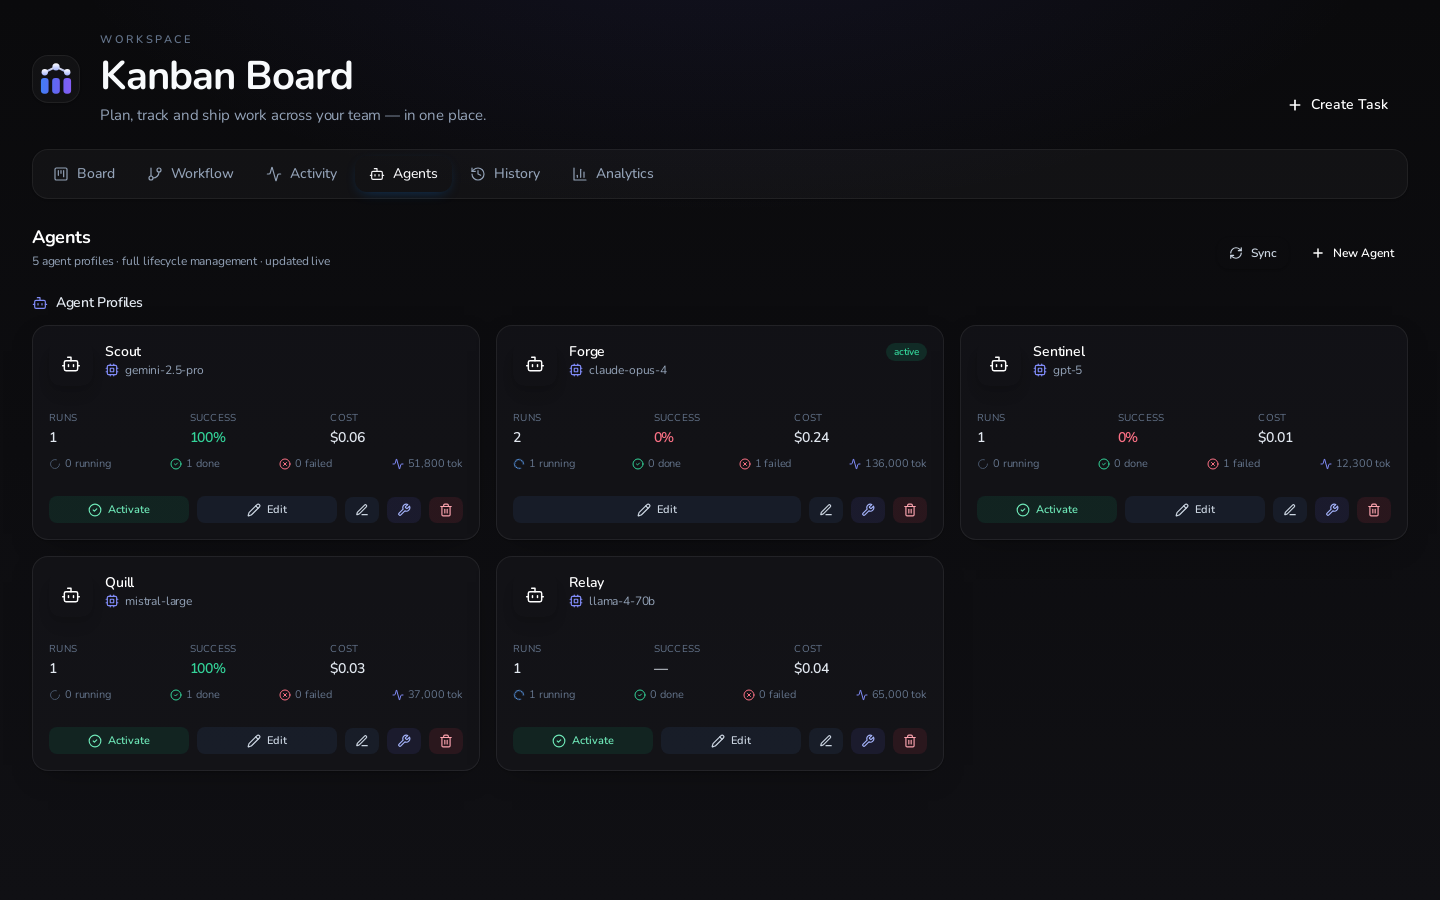 WORKSPACE
Kanban Board
Plan, track and ship work across your team — in one place.
Create Task
Board Workflow Activity Agents History Analytics
Agents
5 agent profiles · full lifecycle management · updated live
Sync New Agent
Agent Profiles
Scout
gemini-2.5-pro
RUNS SUCCESS COST
1 100% $0.06
0 running 1 done 0 failed 51,800 tok
Activate Edit
Forge active
claude-opus-4
RUNS SUCCESS COST
2 0% $0.24
1 running 0 done 1 failed 136,000 tok
Edit
Sentinel
gpt-5
RUNS SUCCESS COST
1 0% $0.01
0 running 0 done 1 failed 12,300 tok
Activate Edit
Quill
mistral-large
RUNS SUCCESS COST
1 100% $0.03
0 running 1 done 0 failed 37,000 tok
Activate Edit
Relay
llama-4-70b
RUNS SUCCESS COST
1 — $0.04
1 running 0 done 0 failed 65,000 tok
Activate Edit